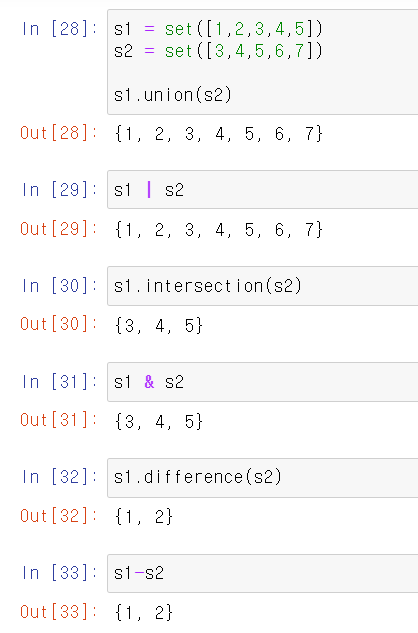 In [28]: s1 = set([1,2,3,4,5])
s2 = set([3,4,5,6,7])
s1.union(s2)
Out[28]: {1, 2, 3, 4, 5, 6, 7}
In [29]: s1 | s2
Out[29]: {1, 2, 3, 4, 5, 6, 7}
In [30]: s1.intersection(s2)
Out[30]: {3, 4, 5}
In [31]: s1 & s2
Out[31]: {3, 4, 5}
In [32]: s1.difference(s2)
Out[32]: {1, 2}
In [33]: s1-s2
Out[33]: {1, 2}